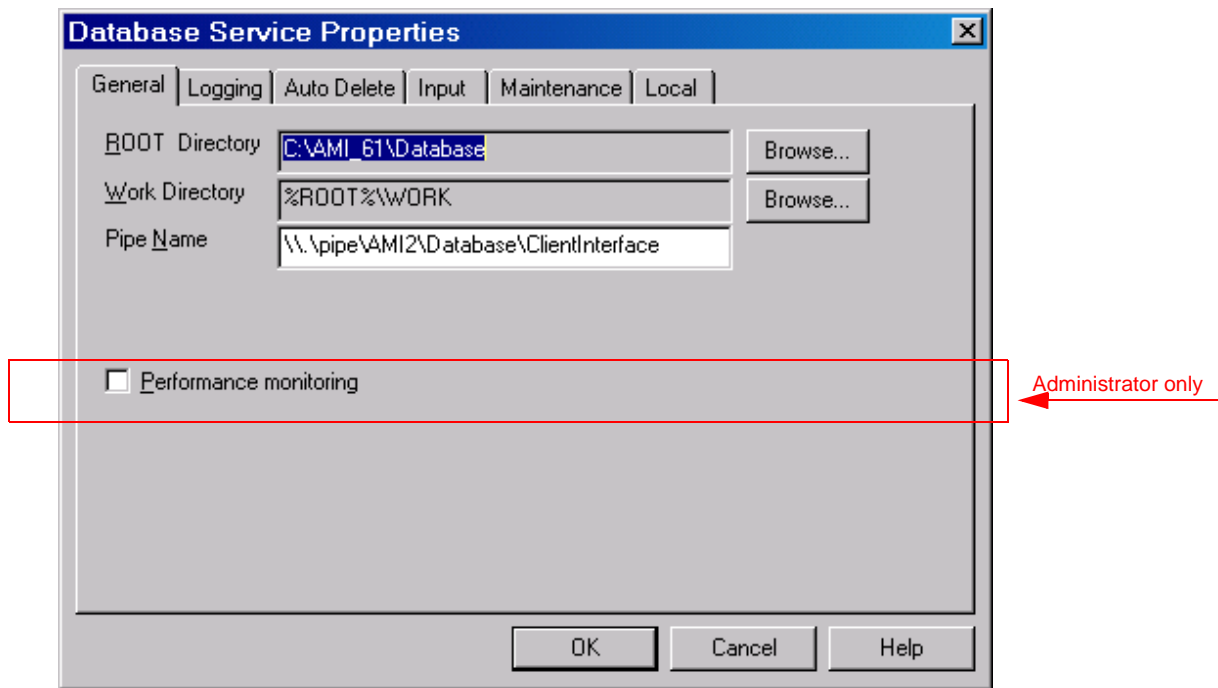 Database Service Properties
General Logging Auto Delete Input Maintenance Local
ROOT Directory C:\AMI_61\Database Browse...
Work Directory %ROOT%\WORK Browse...
Pipe Name \\.\pipe\AMI2\Database\ClientInterface
Performance monitoring
Administrator only
OK Cancel Help